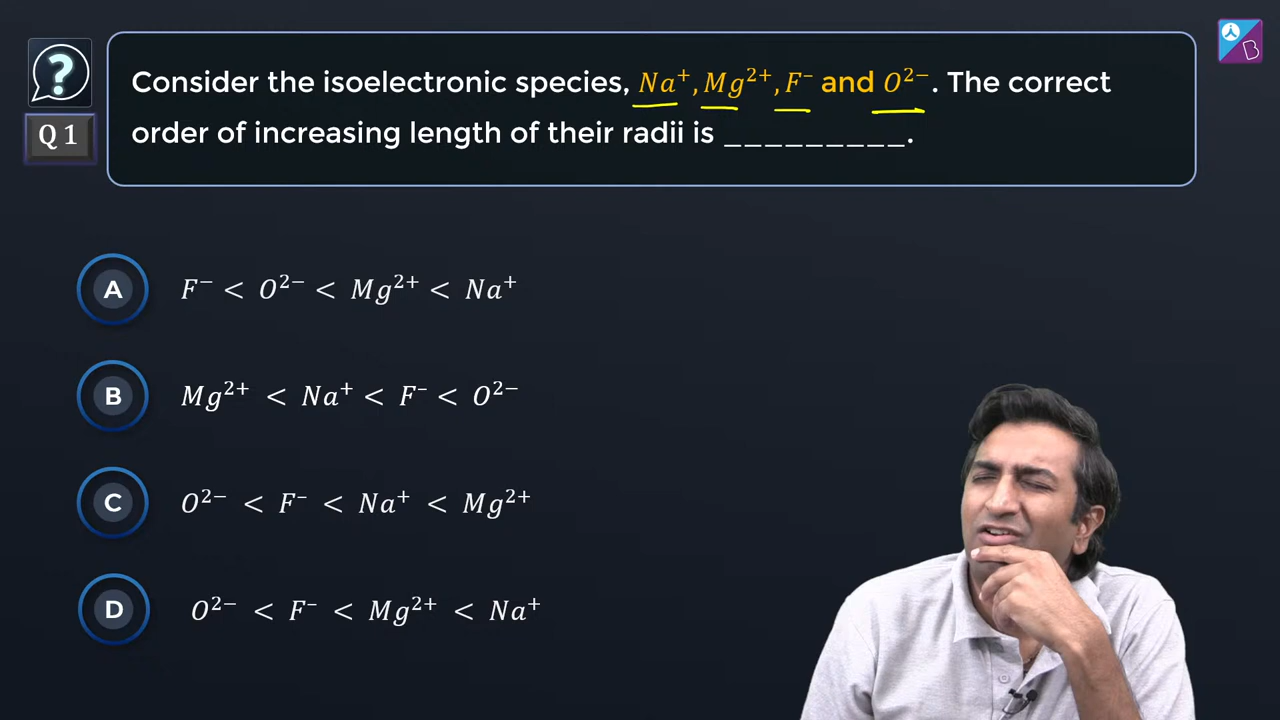 Consider the isoelectronic species, Na⁺, Mg²⁺, F⁻ and O²⁻. The correct
order of increasing length of their radii is _________.
?
Q 1
B
A F⁻ < O²⁻ < Mg²⁺ < Na⁺
B Mg²⁺ < Na⁺ < F⁻ < O²⁻
C O²⁻ < F⁻ < Na⁺ < Mg²⁺
D O²⁻ < F⁻ < Mg²⁺ < Na⁺